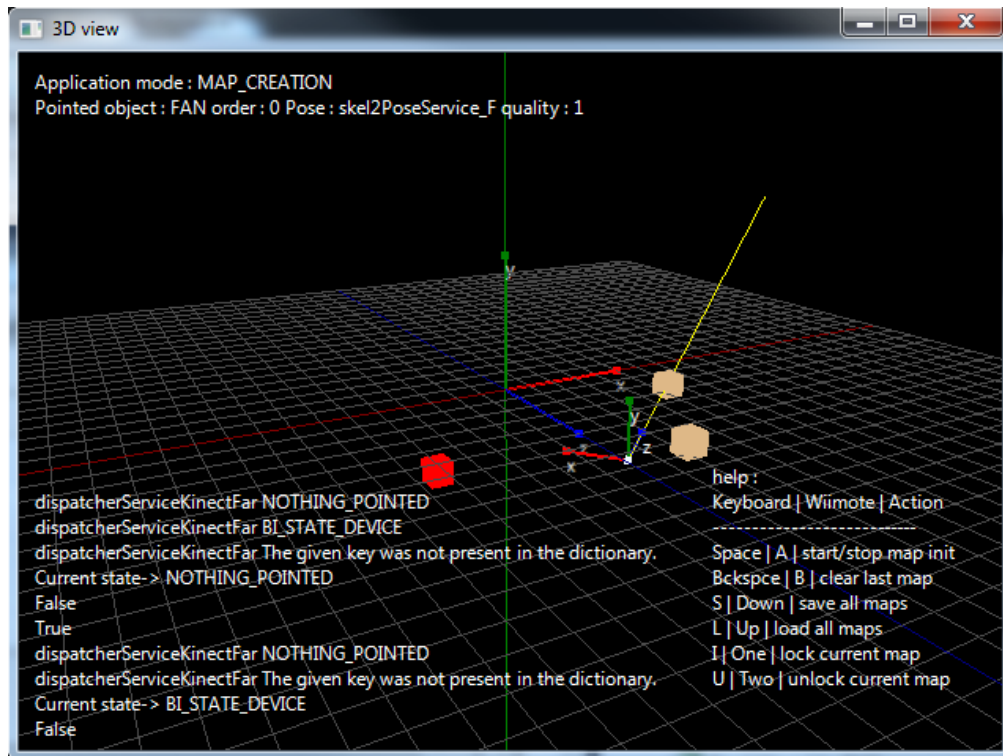 3D view
Application mode : MAP_CREATION
Pointed object : FAN order : 0 Pose : skel2PoseService_F quality : 1
y
x
y
z
z
x
help :
Keyboard | Wiimote | Action
----------------------------
Space | A | start/stop map init
Bckspce | B | clear last map
S | Down | save all maps
L | Up | load all maps
I | One | lock current map
U | Two | unlock current map
dispatcherServiceKinectFar NOTHING_POINTED
dispatcherServiceKinectFar BI_STATE_DEVICE
dispatcherServiceKinectFar The given key was not present in the dictionary.
Current state-> NOTHING_POINTED
False
True
dispatcherServiceKinectFar NOTHING_POINTED
dispatcherServiceKinectFar The given key was not present in the dictionary.
Current state-> BI_STATE_DEVICE
False